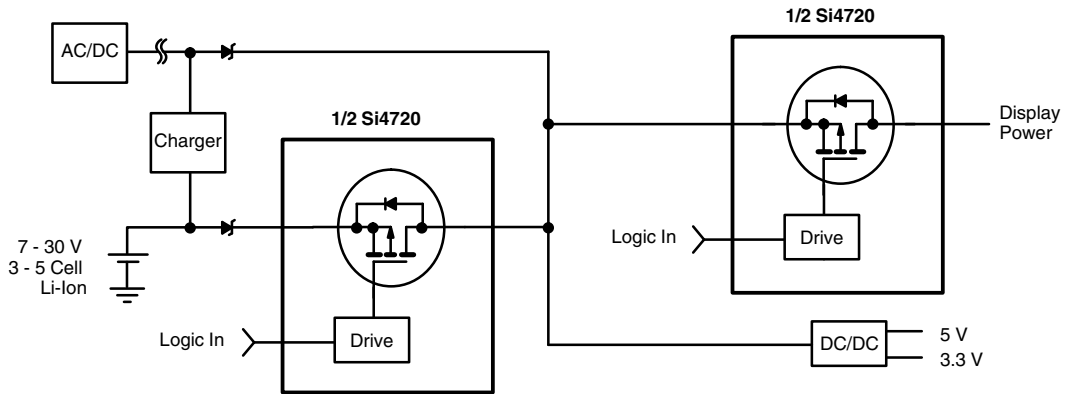 1/2 Si4720
AC/DC
Display
Power
1/2 Si4720
Charger
Logic In
Drive
7 - 30 V
3 - 5 Cell
Li-Ion
Logic In
Drive
DC/DC
5 V
3.3 V